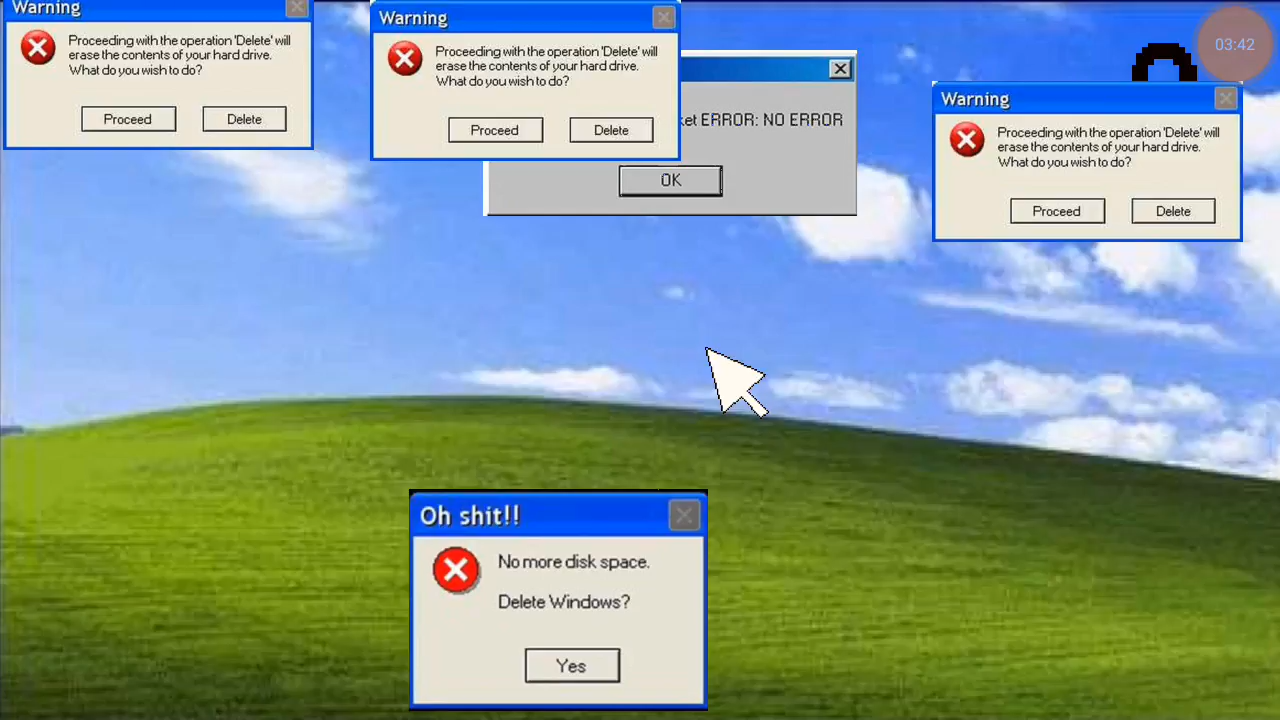 Warning
Proceeding with the operation 'Delete' will
erase the contents of your hard drive.
What do you wish to do?
Proceed
Delete
Warning
Proceeding with the operation 'Delete' will
erase the contents of your hard drive.
What do you wish to do?
Proceed
Delete
ERROR: NO ERROR
OK
03:42
Warning
Proceeding with the operation 'Delete' will
erase the contents of your hard drive.
What do you wish to do?
Proceed
Delete
Oh shit!!
No more disk space.
Delete Windows?
Yes